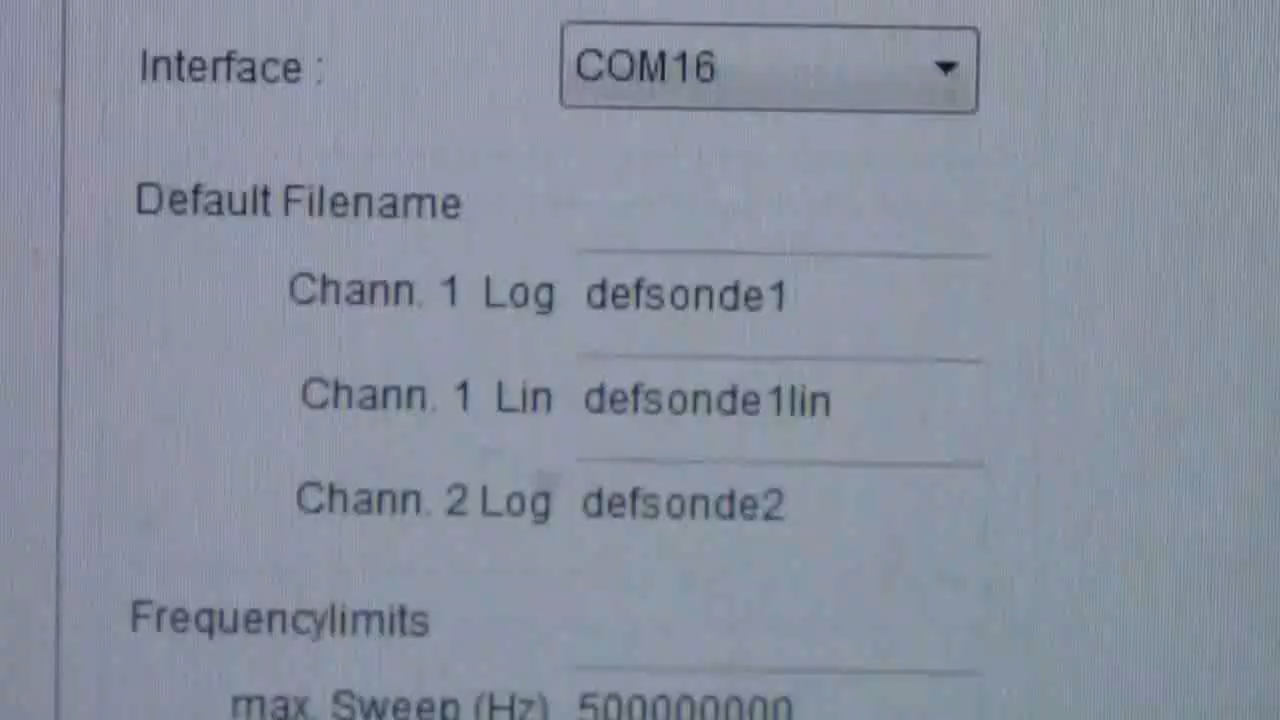 Interface : COM16
Default Filename
Chann. 1 Log defsonde1
Chann. 1 Lin defsonde1lin
Chann. 2 Log defsonde2
Frequencylimits
max. Sweep (Hz) 500000000